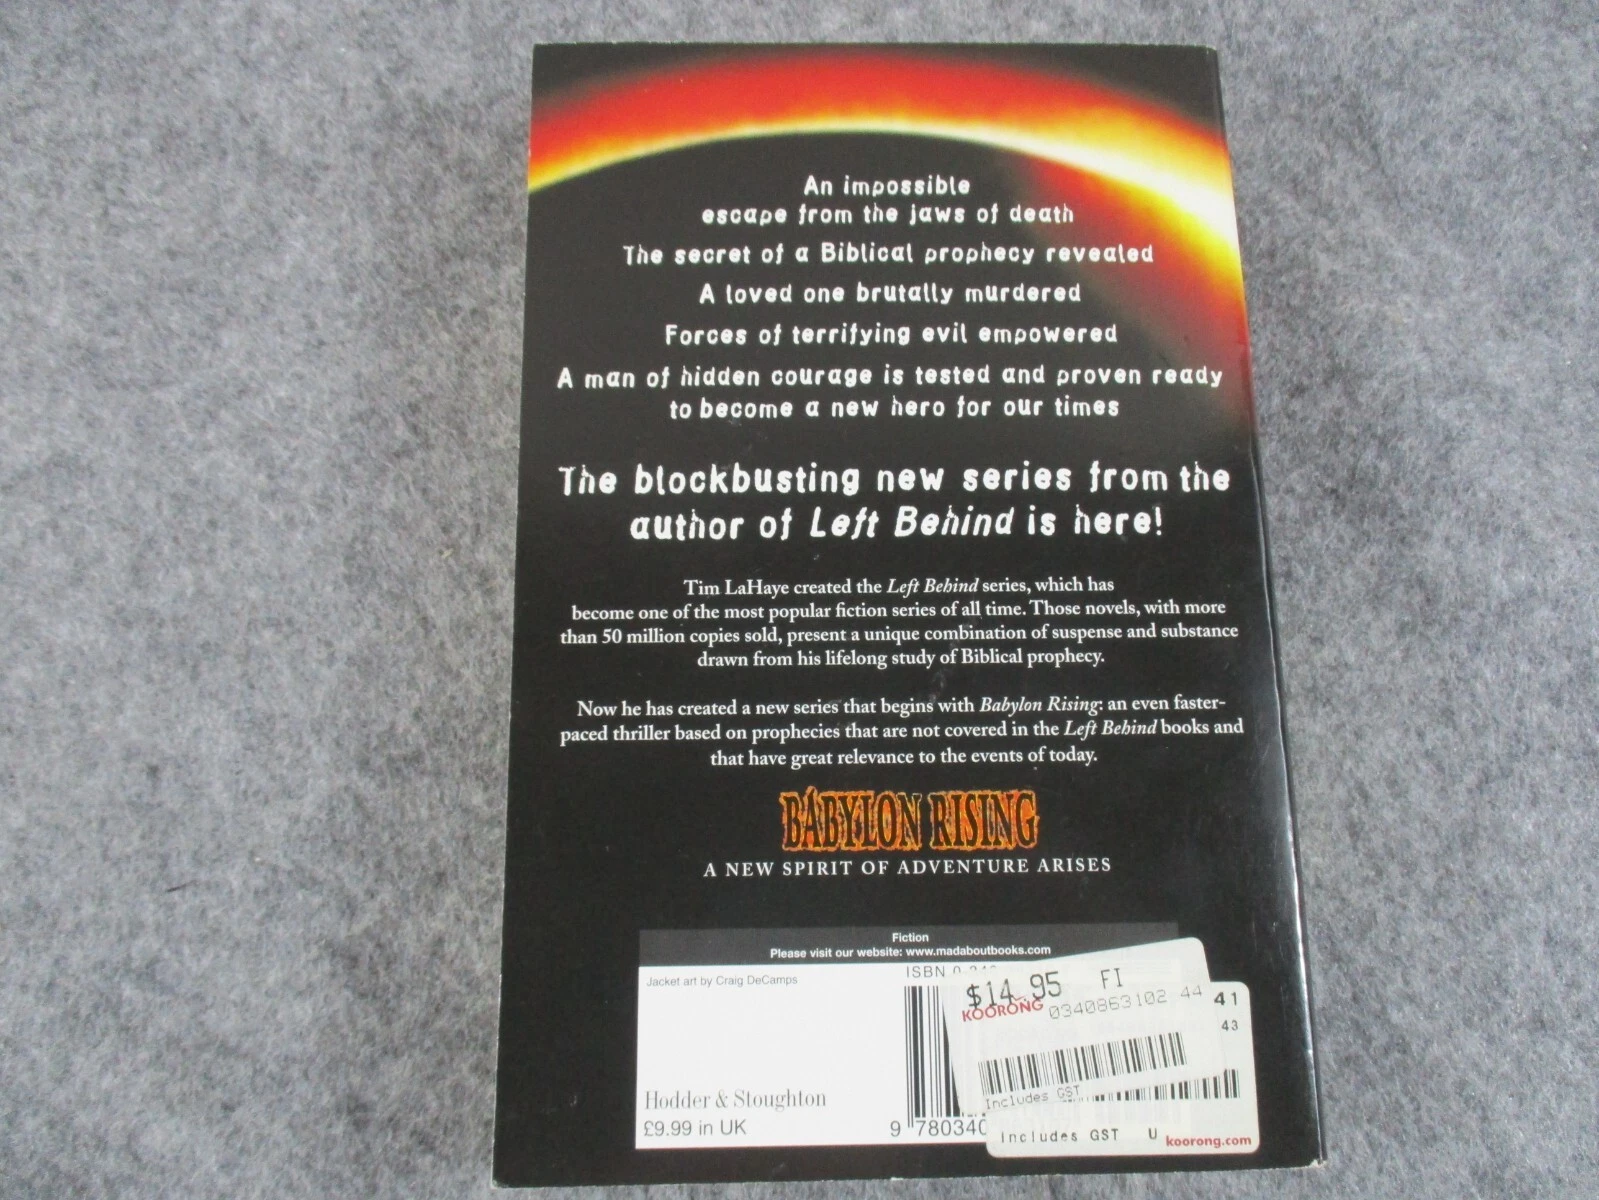 An impossible
escape from the jaws of death
The secret of a Biblical prophecy revealed
A loved one brutally murdered
Forces of terrifying evil empowered
A man of hidden courage is tested and proven ready
to become a new hero for our times
The blockbusting new series from the
author of Left Behind is here!
Tim LaHaye created the Left Behind series, which has
become one of the most popular fiction series of all time. Those novels, with more
than 50 million copies sold, present a unique combination of suspense and substance
drawn from his lifelong study of Biblical prophecy.
Now he has created a new series that begins with Babylon Rising: an even faster-
paced thriller based on prophecies that are not covered in the Left Behind books and
that have great relevance to the events of today.
BABYLON RISING
A NEW SPIRIT OF ADVENTURE ARISES
Fiction
Please visit our website: www.madaboutbooks.com
Jacket art by Craig DeCamps
ISBN
$14.95 FI
KOORONG 0340863102 44
41
43
Includes GST
Hodder & Stoughton
£9.99 in UK
9 780340
Includes GST U koorong.com